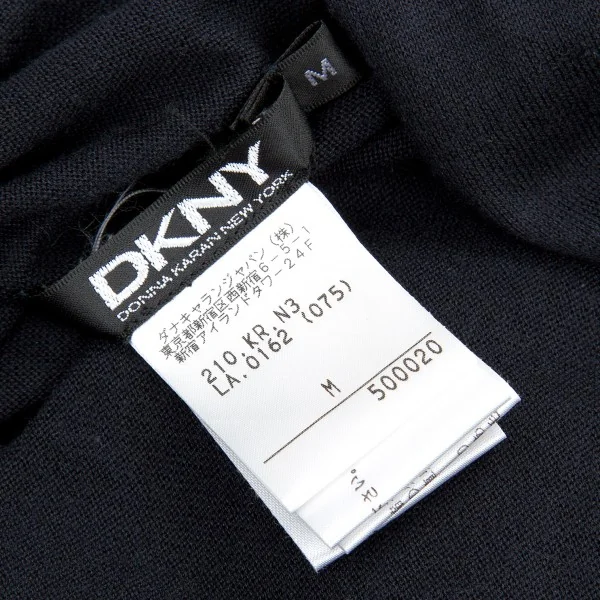 M
DKNY
DONNA KARAN NEW YORK
ダナキャランジャパン(株)
東京都新宿区西新宿6-5-1
新宿アイランドタワー24F
210.KR.N3
LA.0162 (075)
M
500020